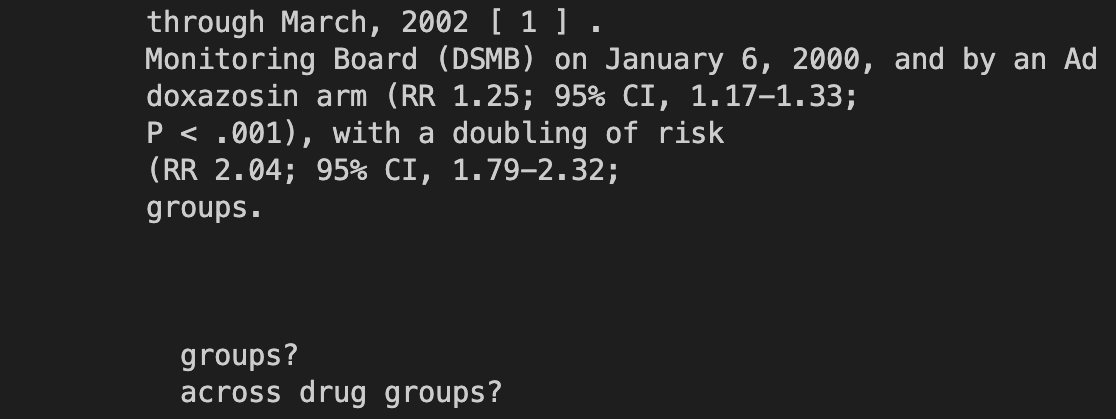 through March, 2002 [ 1 ] .
Monitoring Board (DSMB) on January 6, 2000, and by an Ad
doxazosin arm (RR 1.25; 95% CI, 1.17–1.33;
P < .001), with a doubling of risk
(RR 2.04; 95% CI, 1.79–2.32;
groups.
groups?
across drug groups?